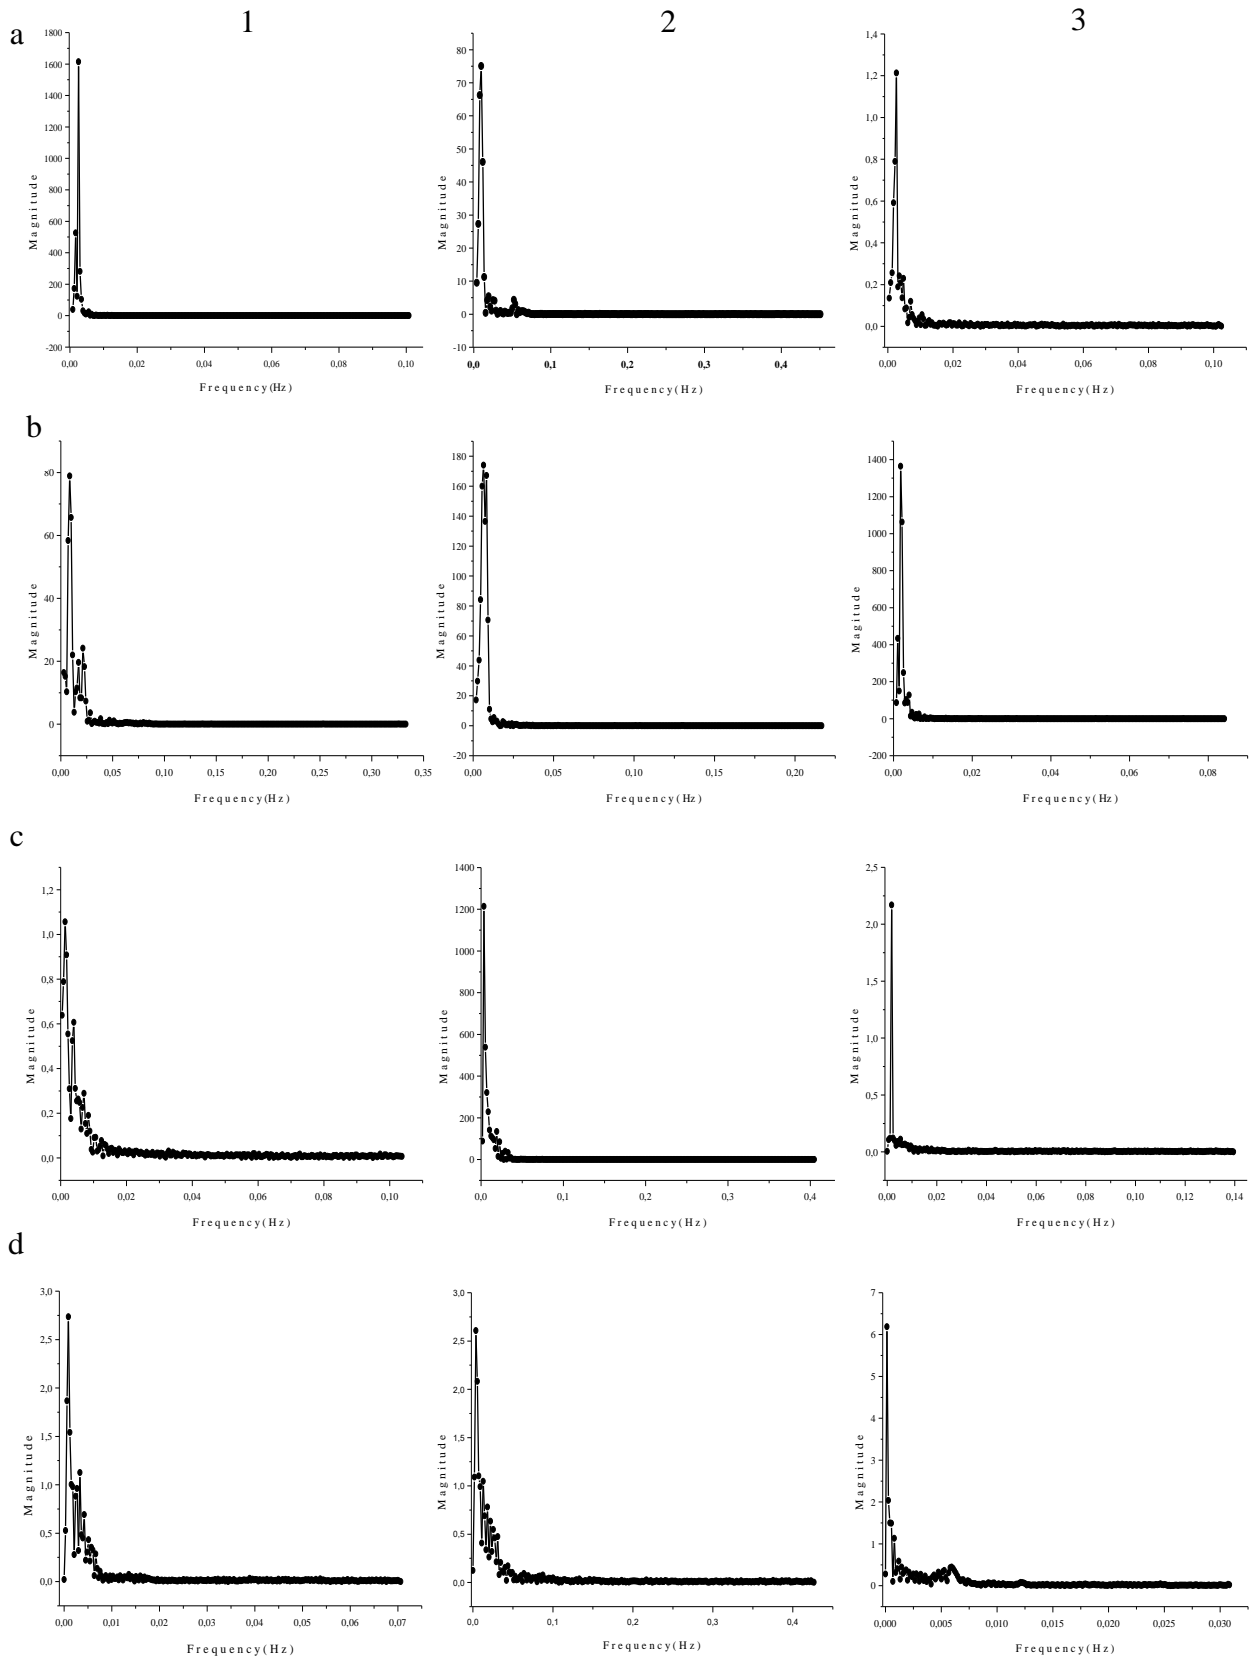 1 2 3
a
1800
1600
1400
1200
1000
800
600
400
200
0
-200
Magnitude
0,00 0,02 0,04 0,06 0,08 0,10
Frequency(Hz)
80
70
60
50
40
30
20
10
0
-10
Magnitude
0,0 0,1 0,2 0,3 0,4
Frequency(Hz)
1,4
1,2
1,0
0,8
0,6
0,4
0,2
0,0
Magnitude
0,00 0,02 0,04 0,06 0,08 0,10
Frequency(Hz)
b
80
60
40
20
0
Magnitude
0,00 0,05 0,10 0,15 0,20 0,25 0,30 0,35
Frequency(Hz)
180
160
140
120
100
80
60
40
20
0
-20
Magnitude
0,00 0,05 0,10 0,15 0,20
Frequency(Hz)
1400
1200
1000
800
600
400
200
0
-200
Magnitude
0,00 0,02 0,04 0,06 0,08
Frequency(Hz)
c
1,2
1,0
0,8
0,6
0,4
0,2
0,0
Magnitude
0,00 0,02 0,04 0,06 0,08 0,10
Frequency(Hz)
1400
1200
1000
800
600
400
200
0
Magnitude
0,0 0,1 0,2 0,3 0,4
Frequency(Hz)
2,5
2,0
1,5
1,0
0,5
0,0
Magnitude
0,00 0,02 0,04 0,06 0,08 0,10 0,12 0,14
Frequency(Hz)
d
3,0
2,5
2,0
1,5
1,0
0,5
0,0
Magnitude
0,00 0,01 0,02 0,03 0,04 0,05 0,06 0,07
Frequency(Hz)
3,0
2,5
2,0
1,5
1,0
0,5
0,0
Magnitude
0,0 0,1 0,2 0,3 0,4
Frequency(Hz)
7
6
5
4
3
2
1
0
Magnitude
0,000 0,005 0,010 0,015 0,020 0,025 0,030
Frequency(Hz)